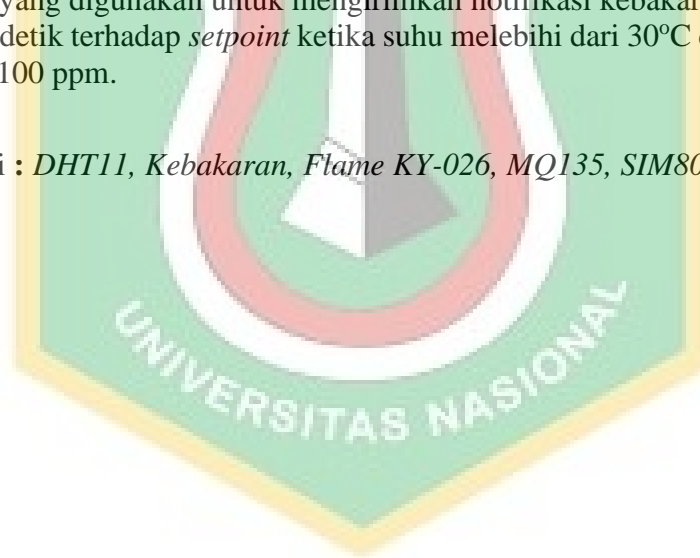 yang digunakan untuk mengirimkan notifikasi kebakar
detik terhadap setpoint ketika suhu melebihi dari 30°C
100 ppm.
i : DHT11, Kebakaran, Flame KY-026, MQ135, SIM80
UNIVERSITAS NASIONAL